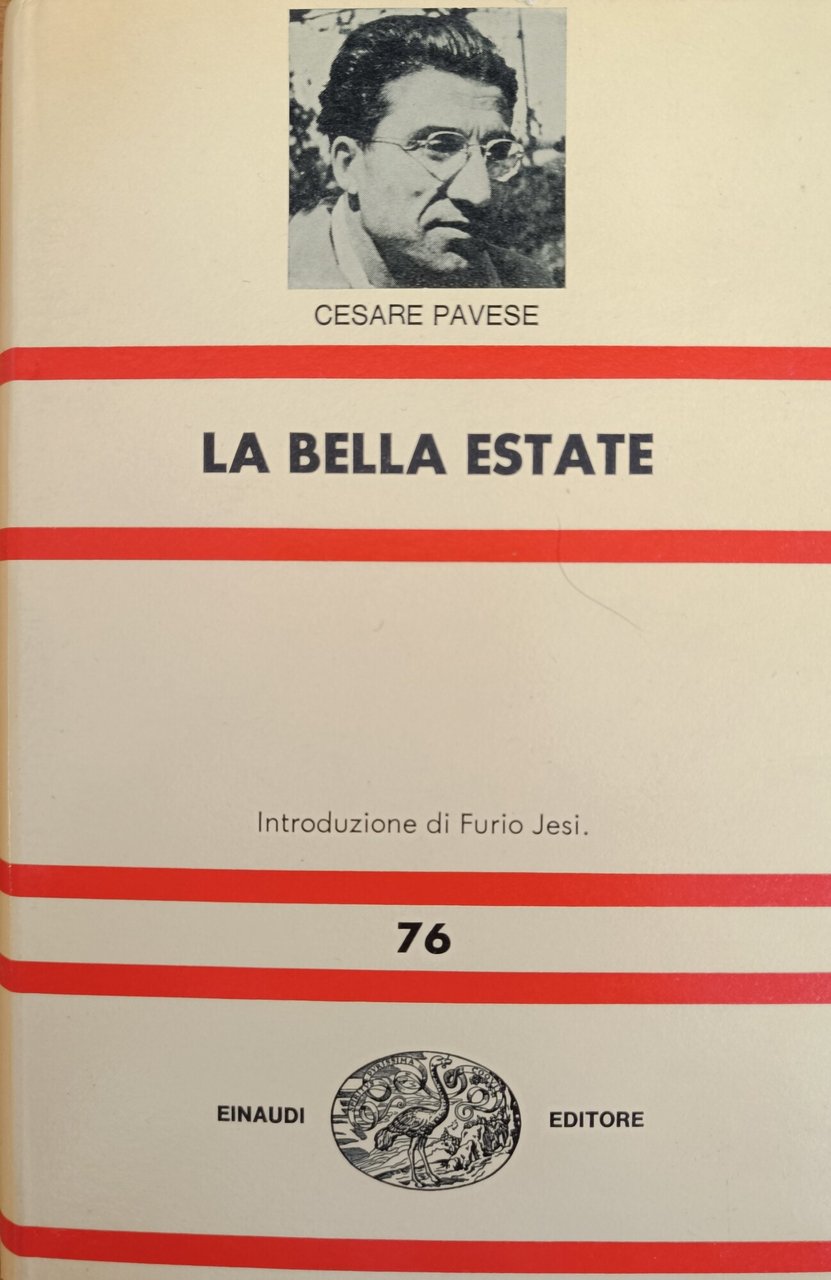 CESARE PAVESE
LA BELLA ESTATE
Introduzione di Furio Jesi.
76
EINAUDI
EDITORE